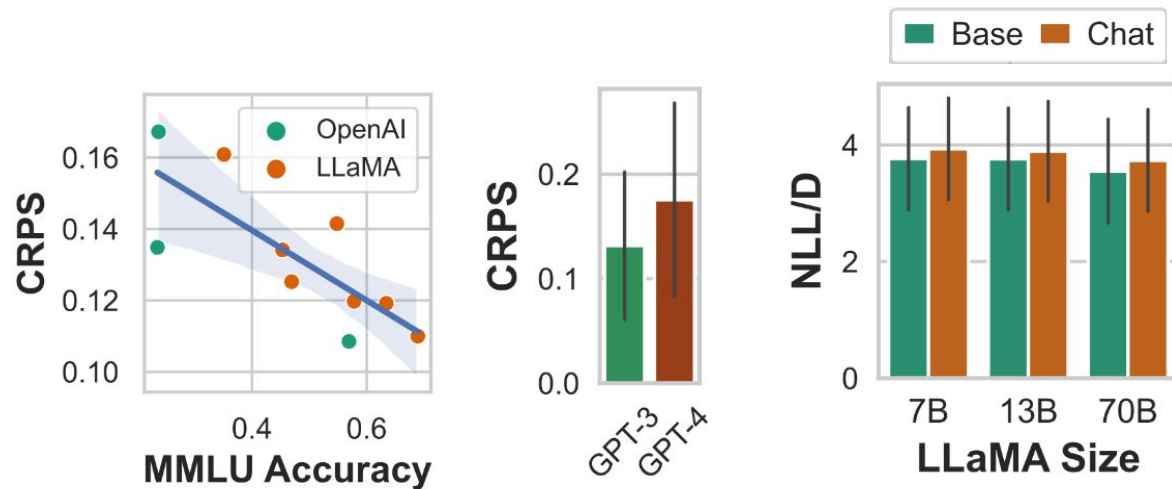 OpenAI
LLaMA
CRPS
0.16
0.14
0.12
0.10
0.4
0.6
MMLU Accuracy
CRPS
0.2
0.1
0.0
GPT-3
GPT-4
Base
Chat
NLL/D
4
2
0
7B
13B
70B
LLaMA Size